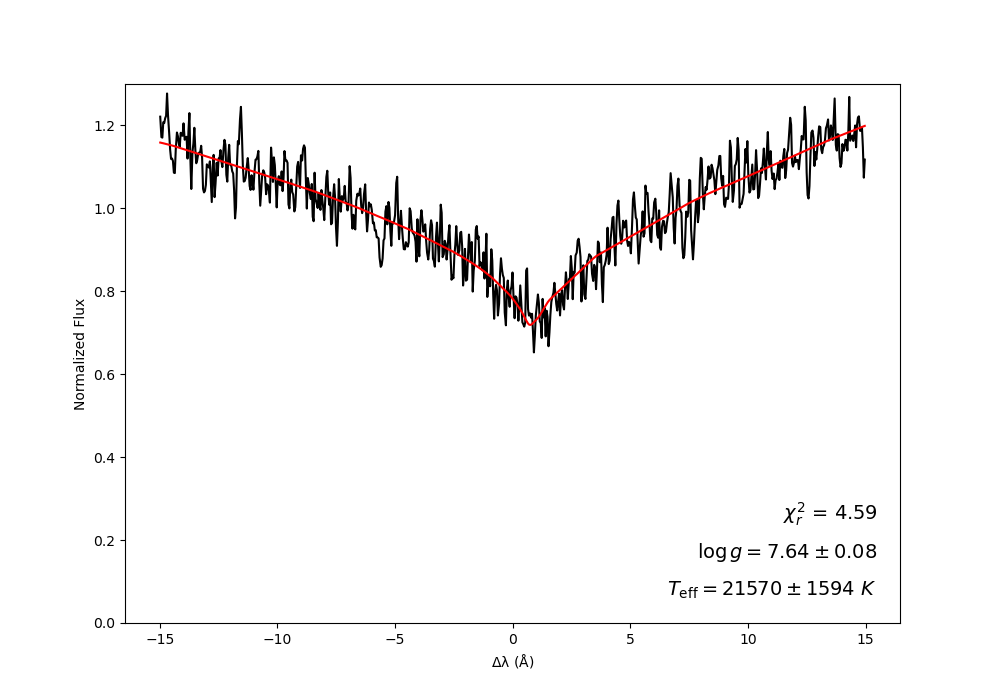 1.2
1.0
0.8
0.6
0.4
0.2
0.0
Normalized Flux
χ²ᵣ = 4.59
log g = 7.64 ± 0.08
T_eff = 21570 ± 1594 K
−15 −10 −5 0 5 10 15
Δλ (Å)